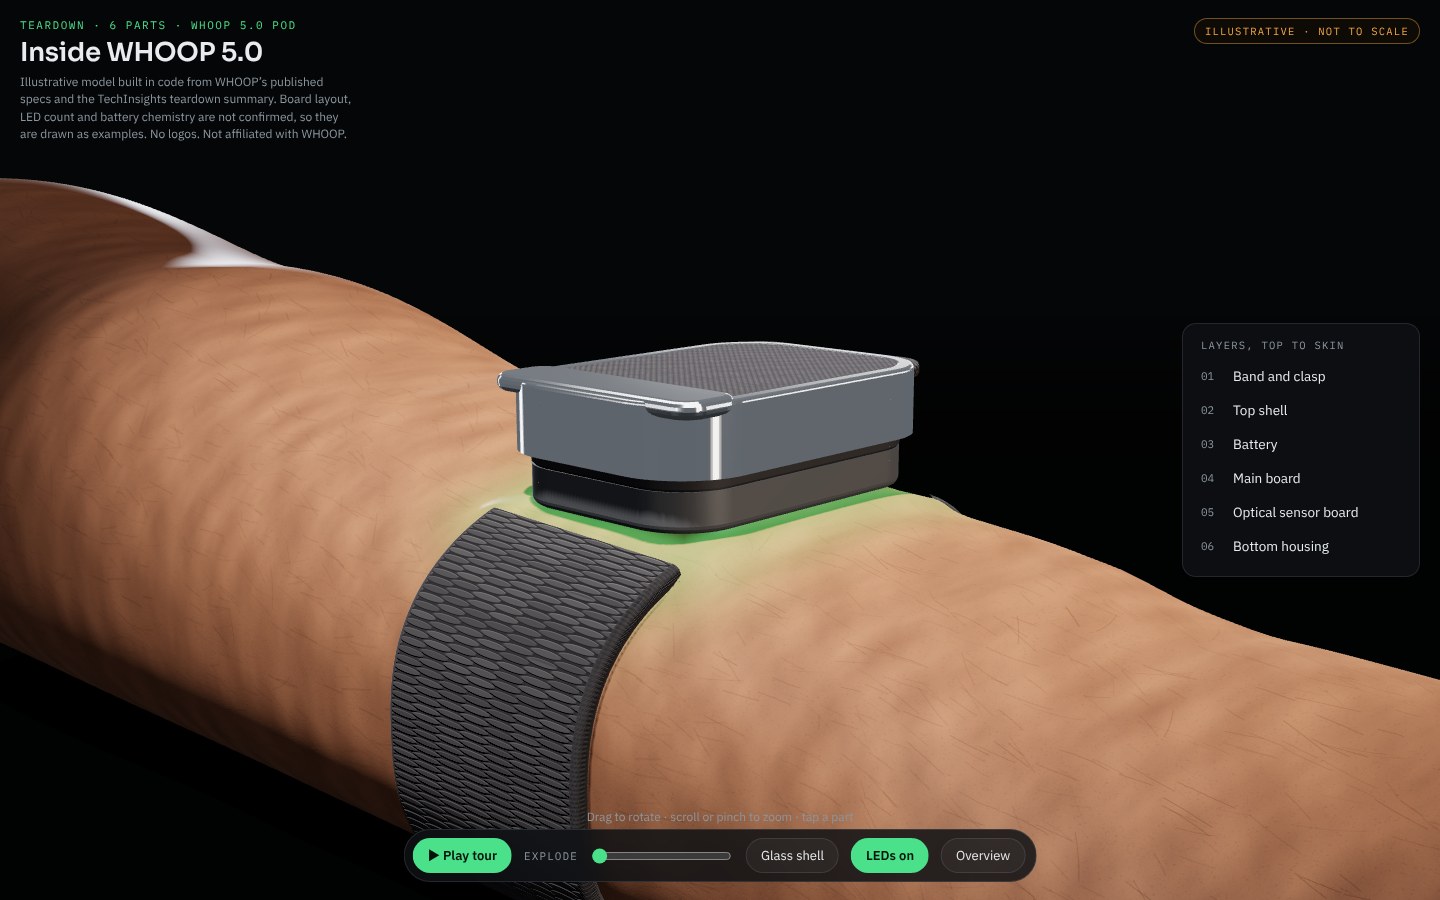 TEARDOWN · 6 PARTS · WHOOP 5.0 POD
Inside WHOOP 5.0
Illustrative model built in code from WHOOP’s published
specs and the TechInsights teardown summary. Board layout,
LED count and battery chemistry are not confirmed, so they
are drawn as examples. No logos. Not affiliated with WHOOP.
ILLUSTRATIVE · NOT TO SCALE
LAYERS, TOP TO SKIN
01 Band and clasp
02 Top shell
03 Battery
04 Main board
05 Optical sensor board
06 Bottom housing
Drag to rotate · scroll or pinch to zoom · tap a part
▶ Play tour EXPLODE Glass shell LEDs on Overview